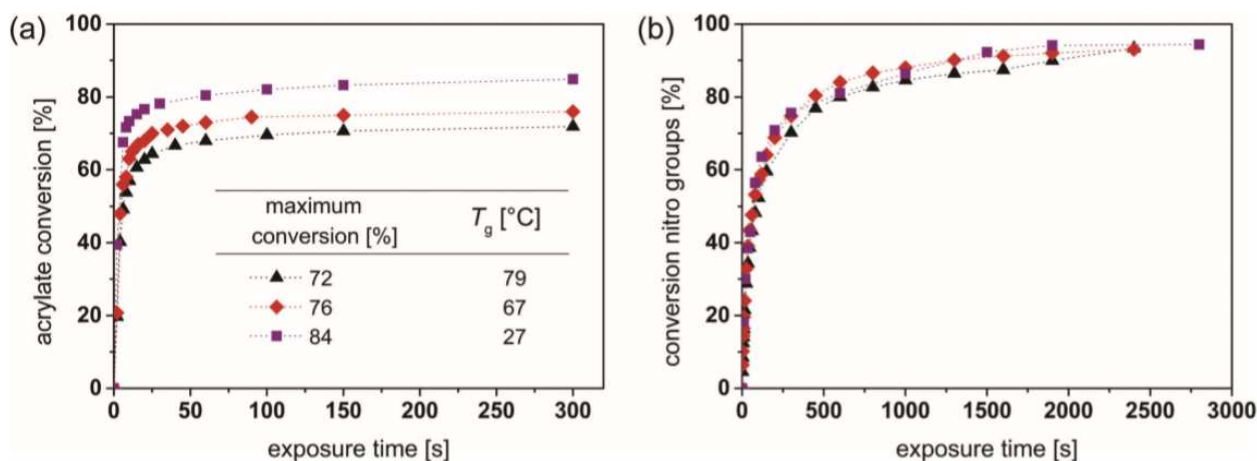 (a)
100
80
60
40
20
0
acrylate conversion [%]
maximum
conversion [%]
T_g [°C]
72 79
76 67
84 27
0 50 100 150 200 250 300
exposure time [s]
(b)
100
80
60
40
20
0
conversion nitro groups [%]
0 500 1000 1500 2000 2500 3000
exposure time [s]